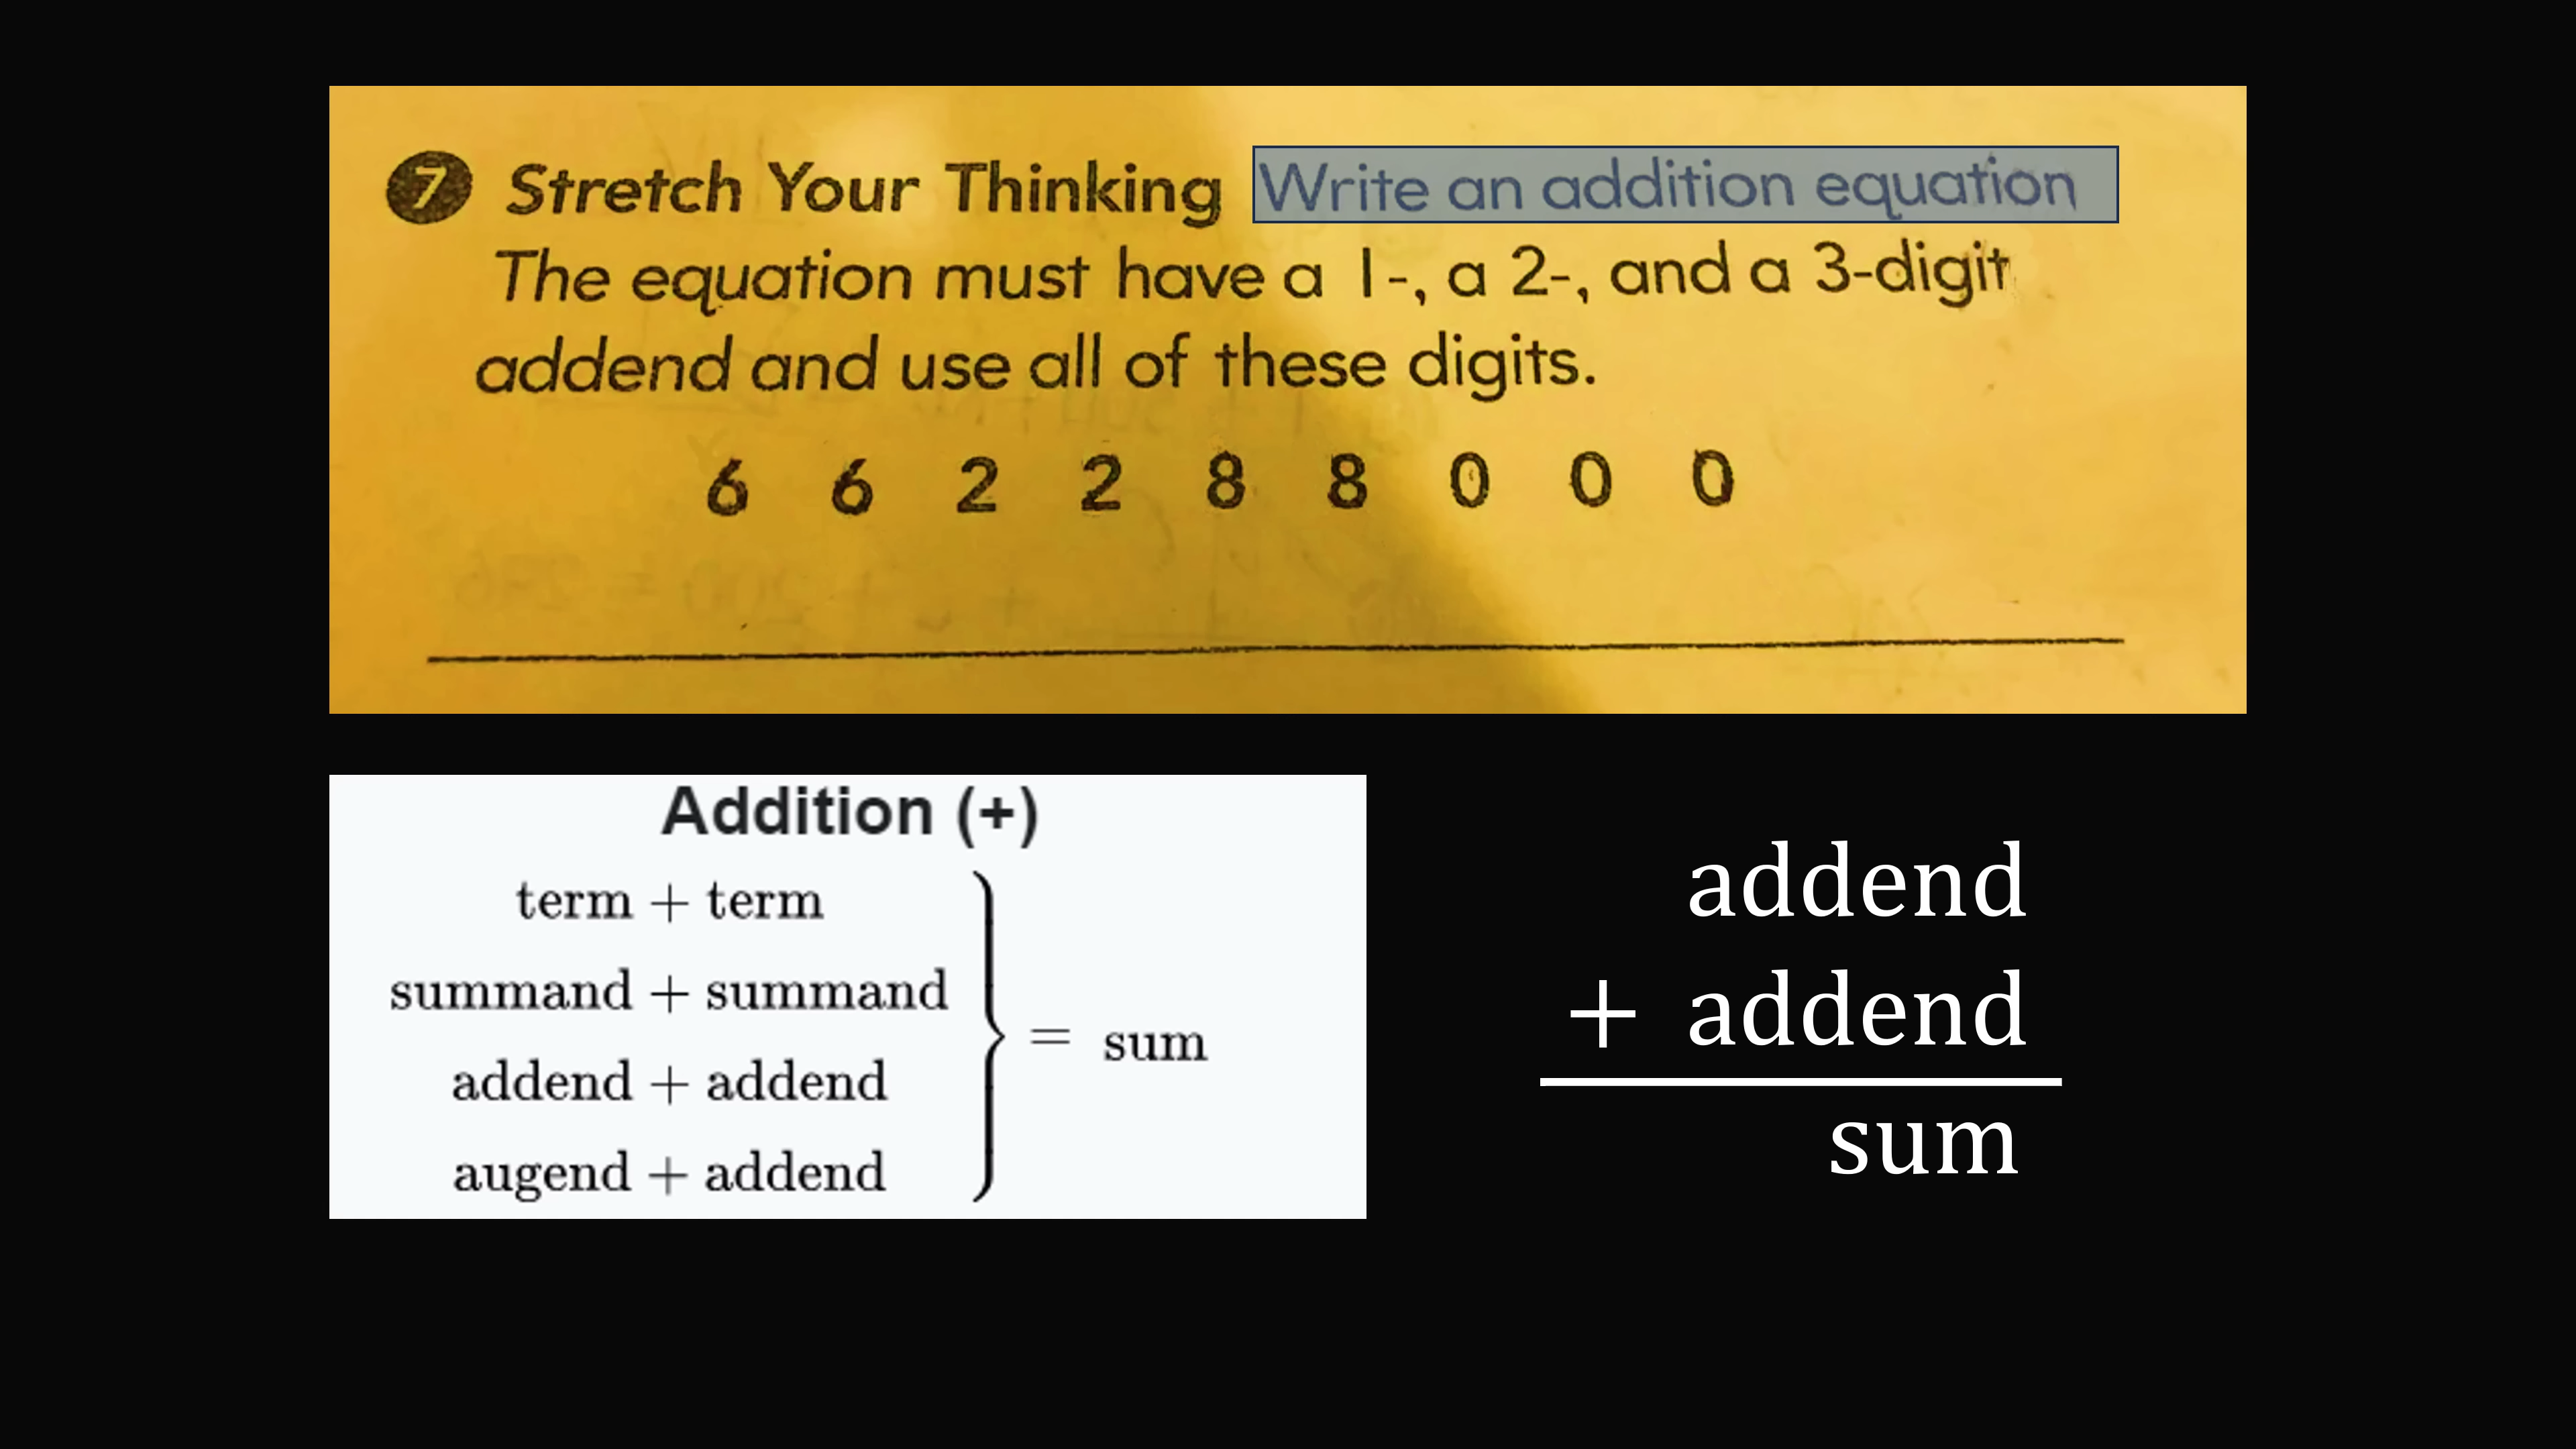 7 Stretch Your Thinking Write an addition equation
The equation must have a 1-, a 2-, and a 3-digit
addend and use all of these digits.
6 6 2 2 8 8 0 0 0
Addition (+)
term + term
summand + summand
addend + addend
augend + addend
= sum
addend
+ addend
sum